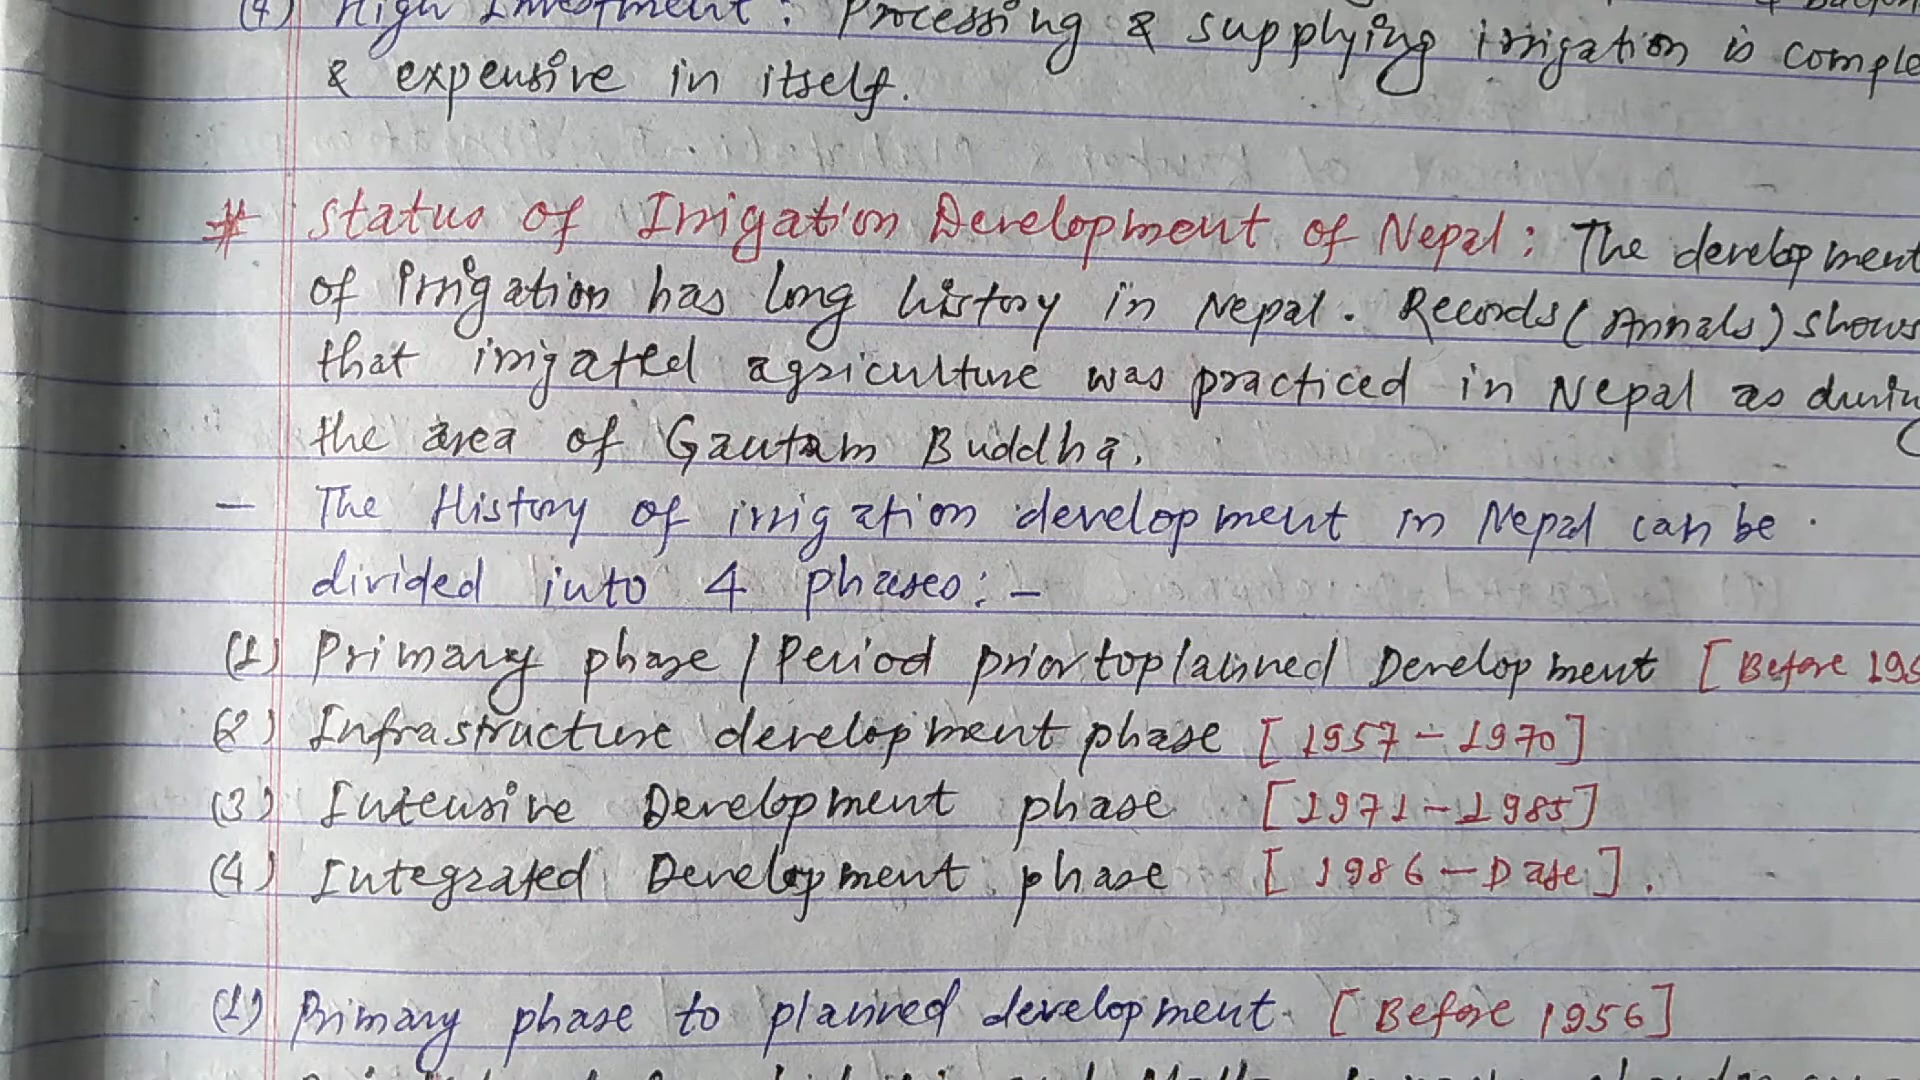 (4) High Investment: Processing & supplying irrigation is comple
& expensive in itself.
# Status of Irrigation Development of Nepal: The development
of Irrigation has long history in Nepal. Records (Annals) shows
that irrigated agriculture was practiced in Nepal as durin
the area of Gautam Buddha.
- The History of irrigation development in Nepal can be
divided into 4 phases:-
(1) Primary phase / Period prior to planned Development [Before 195
(2) Infrastructure development phase [1957-1970]
(3) Intensive Development phase [1971-1985]
(4) Integrated Development phase [1986-Date].
(1) Primary phase to planned development. [Before 1956]